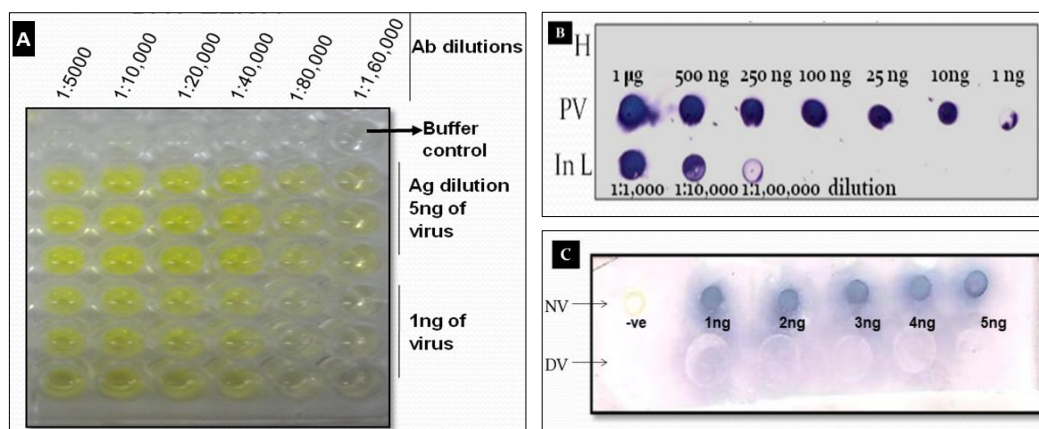 A
1:5000
1:10,000
1:20,000
1:40,000
1:80,000
1:1,60,000
Ab dilutions
Buffer
control
Ag dilution
5ng of
virus
1ng of
virus
B
H
1 µg 500 ng 250 ng 100 ng 25 ng 10ng 1 ng
PV
In L
1:1,000 1:10,000 1:1,00,000 dilution
C
NV
-ve 1ng 2ng 3ng 4ng 5ng
DV